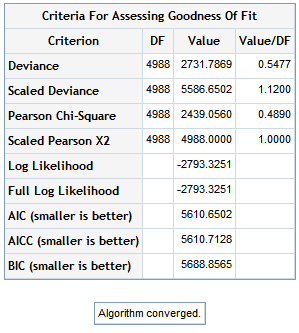 Criteria For Assessing Goodness Of Fit
Criterion DF Value Value/DF
Deviance 4988 2731.7869 0.5477
Scaled Deviance 4988 5586.6502 1.1200
Pearson Chi-Square 4988 2439.0560 0.4890
Scaled Pearson X2 4988 4988.0000 1.0000
Log Likelihood -2793.3251
Full Log Likelihood -2793.3251
AIC (smaller is better) 5610.6502
AICC (smaller is better) 5610.7128
BIC (smaller is better) 5688.8565
Algorithm converged.